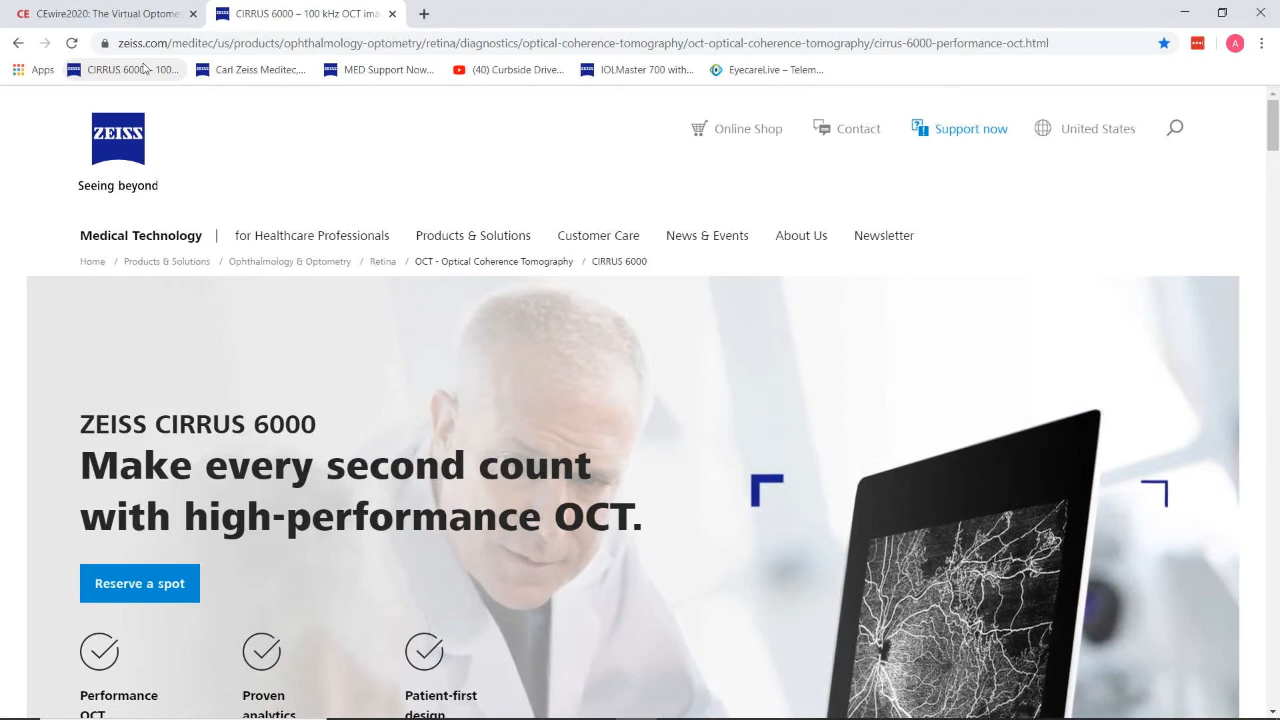 CE CEwire2020: The Virtual Optome
CIRRUS 6000 – 100 kHz OCT ima
zeiss.com/meditec/us/products/ophthalmology-optometry/retina/diagnostics/optical-coherence-tomography/oct-optical-coherence-tomography/cirrus-6000-performance-oct.html
A
Apps
CIRRUS 6000 – 100...
Carl Zeiss Meditec,...
MED Support Now...
(40) Curbside Drive...
IOLMaster 700 with...
EyecareLive – Telem...
ZEISS
Seeing beyond
Online Shop
Contact
Support now
United States
Medical Technology | for Healthcare Professionals Products & Solutions Customer Care News & Events About Us Newsletter
Home / Products & Solutions / Ophthalmology & Optometry / Retina / OCT - Optical Coherence Tomography / CIRRUS 6000
ZEISS CIRRUS 6000
Make every second count
with high-performance OCT.
Reserve a spot
Performance
OCT
Proven
analytics
Patient-first
design